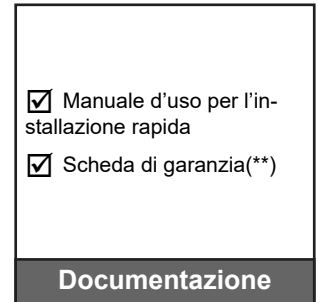 ☑ Manuale d’uso per l’in-
stallazione rapida
☑ Scheda di garanzia(**)
Documentazione